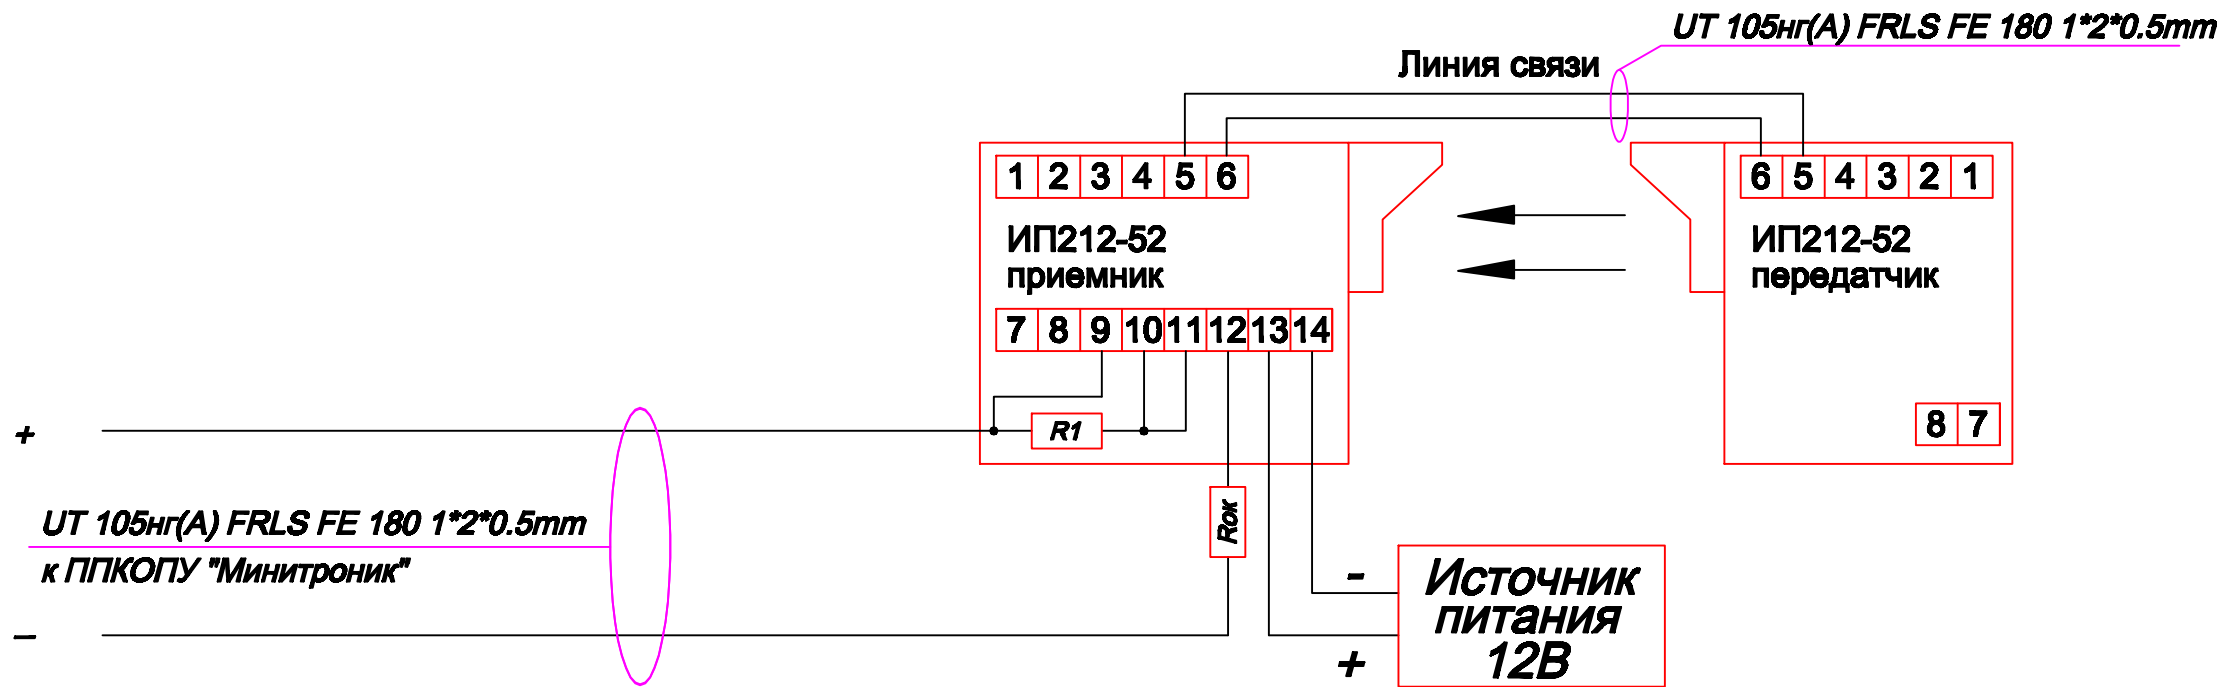 UT 105нг(А) FRLS FE 180 1*2*0.5mm
Линия связи
1 2 3 4 5 6
6 5 4 3 2 1
ИП212-52
приемник
ИП212-52
передатчик
7 8 9 10 11 12 13 14
8 7
+
R1
Rок
UT 105нг(А) FRLS FE 180 1*2*0.5mm
к ППКОПУ "Минитроник"
–
-
+
Источник
питания
12В